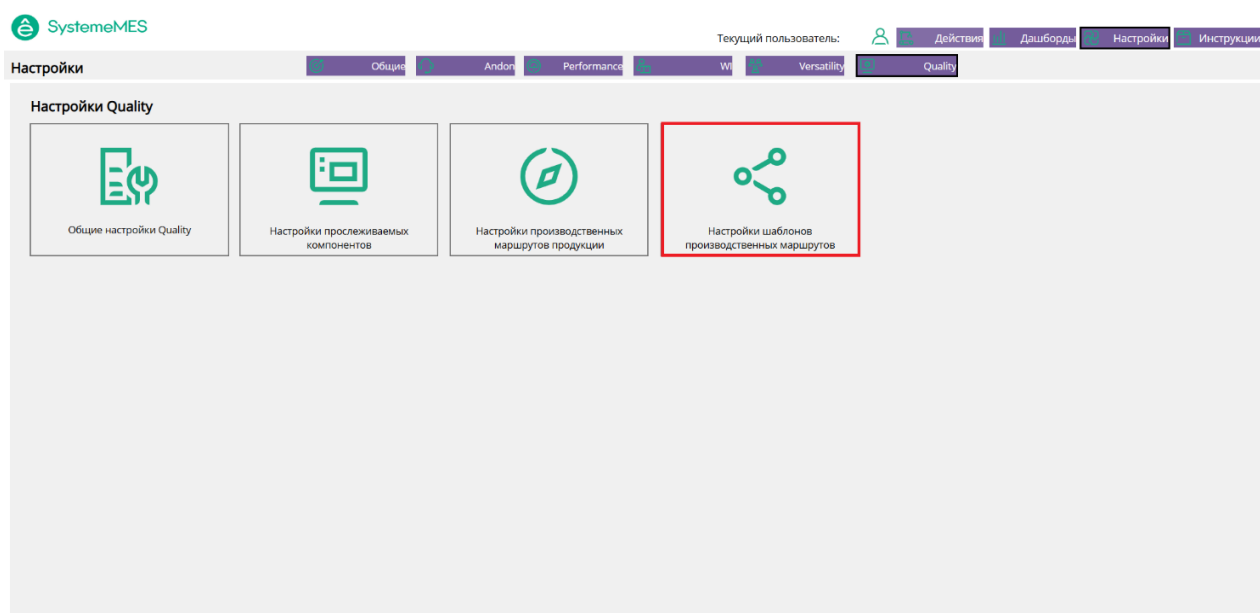 SystemeMES
Текущий пользователь:
Действия
Дашборды
Настройки
Инструкции
Настройки
Общие
Andon
Performance
WI
Versatility
Quality
Настройки Quality
Общие настройки Quality
Настройки прослеживаемых
компонентов
Настройки производственных
маршрутов продукции
Настройки шаблонов
производственных маршрутов